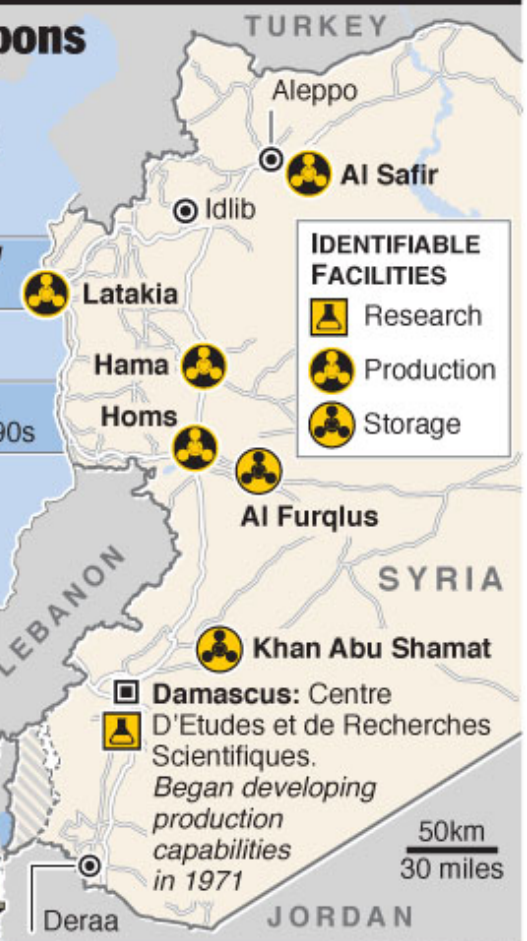 TURKEY
Aleppo
Al Safir
Idlib
IDENTIFIABLE
FACILITIES
Research
Production
Storage
Latakia
Hama
Homs
90s
Al Furqlus
SYRIA
LEBANON
Khan Abu Shamat
Damascus: Centre
D'Etudes et de Recherches
Scientifiques.
Began developing
production
capabilities
in 1971
50km
30 miles
Deraa
JORDAN